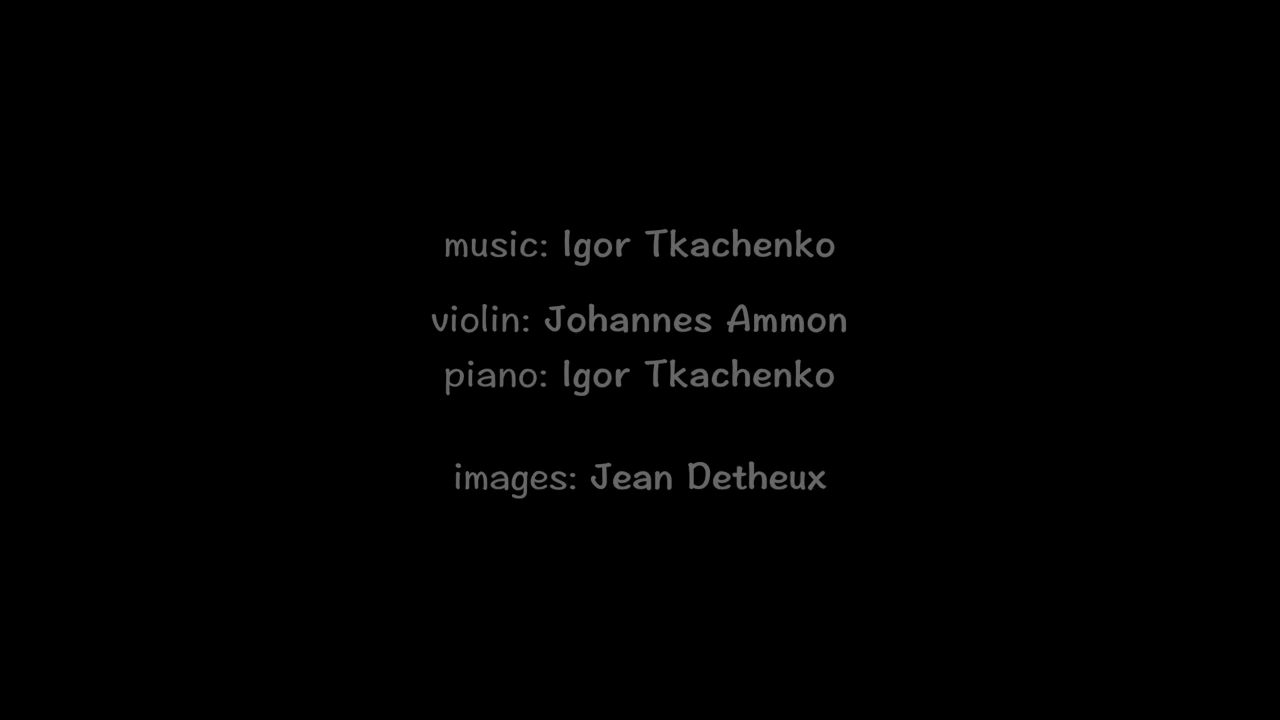 music: Igor Tkachenko
violin: Johannes Ammon
piano: Igor Tkachenko
images: Jean Detheux